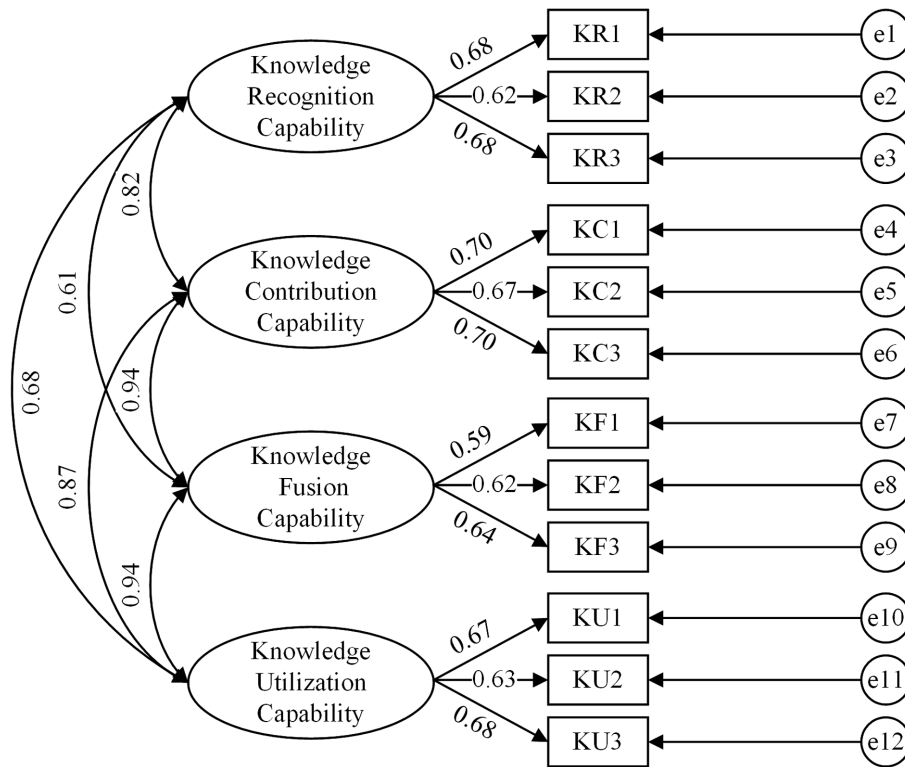 Knowledge
Recognition
Capability
0.68
0.62
0.68
KR1
KR2
KR3
e1
e2
e3
0.82
0.61
0.68
Knowledge
Contribution
Capability
0.70
0.67
0.70
KC1
KC2
KC3
e4
e5
e6
0.94
0.87
Knowledge
Fusion
Capability
0.59
0.62
0.64
KF1
KF2
KF3
e7
e8
e9
0.94
Knowledge
Utilization
Capability
0.67
0.63
0.68
KU1
KU2
KU3
e10
e11
e12